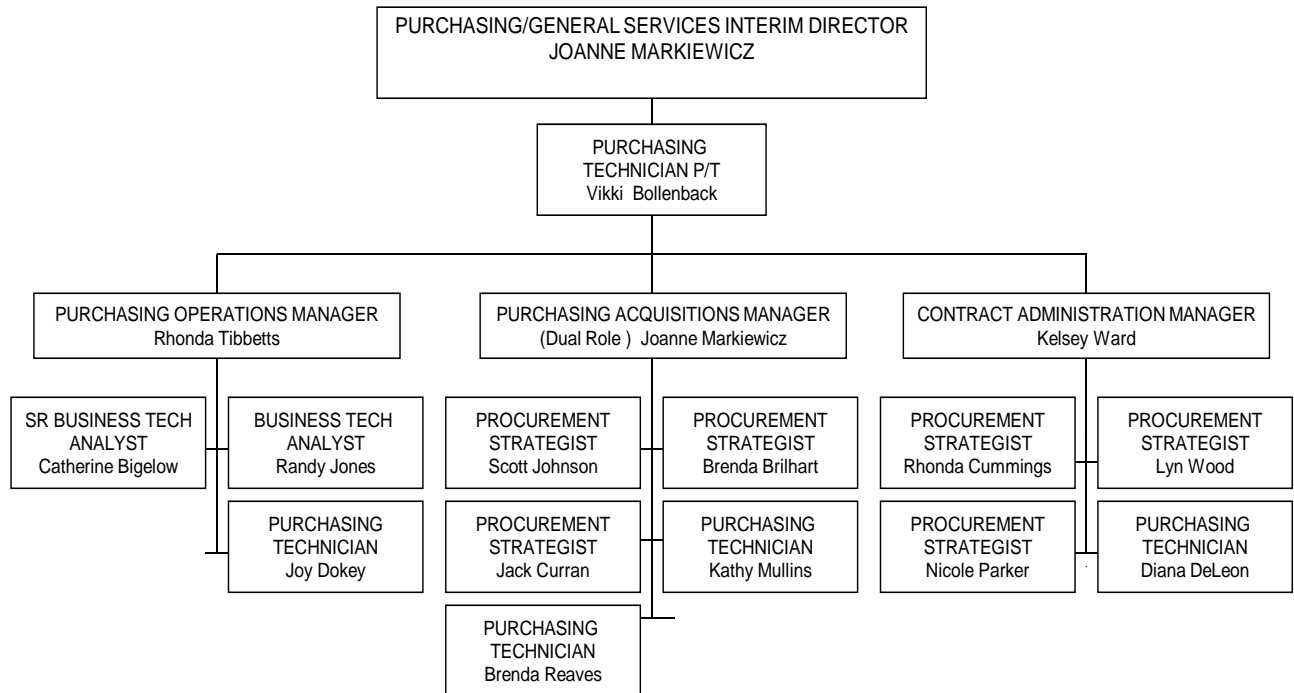 PURCHASING/GENERAL SERVICES INTERIM DIRECTOR
JOANNE MARKIEWICZ
PURCHASING
TECHNICIAN P/T
Vikki Bollenback
PURCHASING OPERATIONS MANAGER
Rhonda Tibbetts
PURCHASING ACQUISITIONS MANAGER
(Dual Role ) Joanne Markiewicz
CONTRACT ADMINISTRATION MANAGER
Kelsey Ward
SR BUSINESS TECH
ANALYST
Catherine Bigelow
BUSINESS TECH
ANALYST
Randy Jones
PROCUREMENT
STRATEGIST
Scott Johnson
PROCUREMENT
STRATEGIST
Brenda Brilhart
PROCUREMENT
STRATEGIST
Rhonda Cummings
PROCUREMENT
STRATEGIST
Lyn Wood
PURCHASING
TECHNICIAN
Joy Dokey
PROCUREMENT
STRATEGIST
Jack Curran
PURCHASING
TECHNICIAN
Kathy Mullins
PROCUREMENT
STRATEGIST
Nicole Parker
PURCHASING
TECHNICIAN
Diana DeLeon
PURCHASING
TECHNICIAN
Brenda Reaves